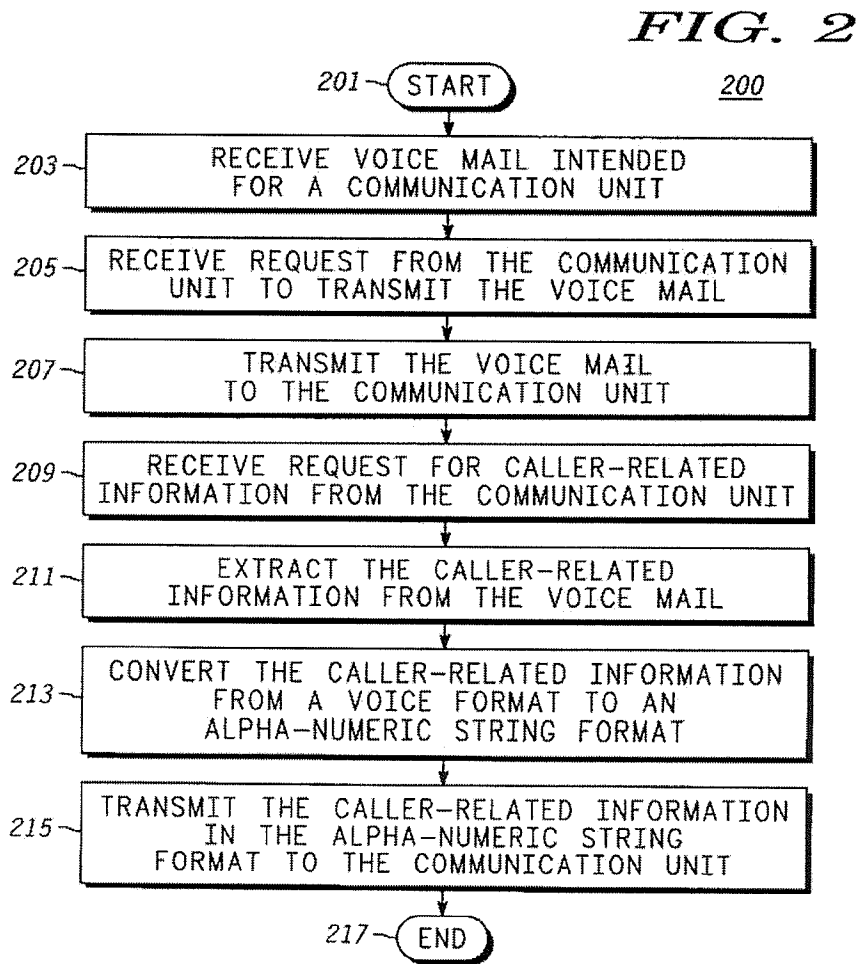 FIG. 2
201 START 200
203 RECEIVE VOICE MAIL INTENDED
FOR A COMMUNICATION UNIT
205 RECEIVE REQUEST FROM THE COMMUNICATION
UNIT TO TRANSMIT THE VOICE MAIL
207 TRANSMIT THE VOICE MAIL
TO THE COMMUNICATION UNIT
209 RECEIVE REQUEST FOR CALLER-RELATED
INFORMATION FROM THE COMMUNICATION UNIT
211 EXTRACT THE CALLER-RELATED
INFORMATION FROM THE VOICE MAIL
213 CONVERT THE CALLER-RELATED INFORMATION
FROM A VOICE FORMAT TO AN
ALPHA-NUMERIC STRING FORMAT
215 TRANSMIT THE CALLER-RELATED INFORMATION
IN THE ALPHA-NUMERIC STRING
FORMAT TO THE COMMUNICATION UNIT
217 END